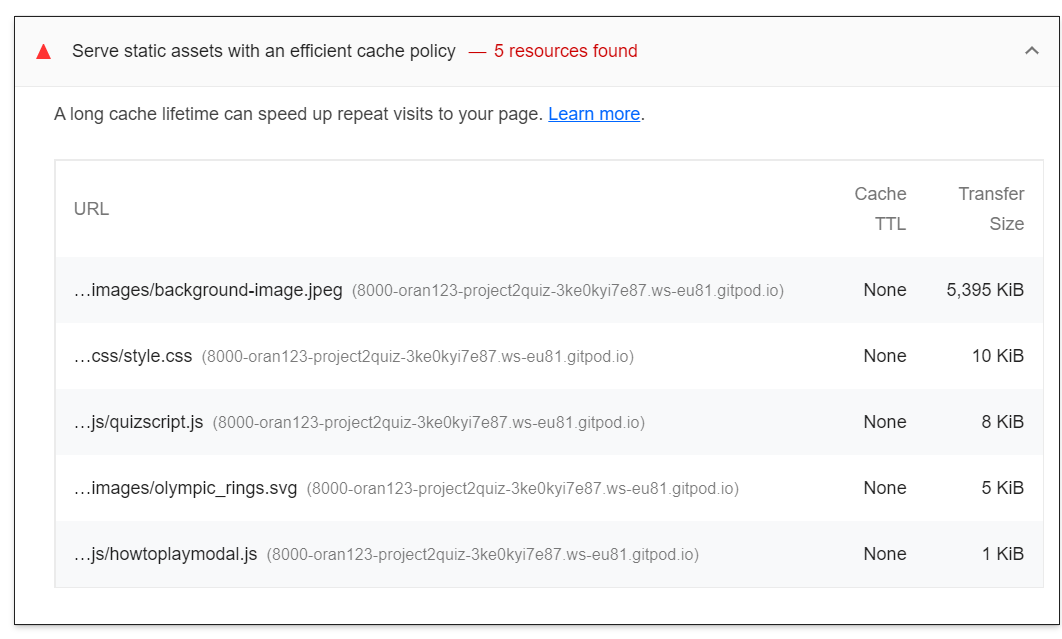 Serve static assets with an efficient cache policy — 5 resources found
A long cache lifetime can speed up repeat visits to your page. Learn more.
URL Cache TTL Transfer Size
…images/background-image.jpeg (8000-oran123-project2quiz-3ke0kyi7e87.ws-eu81.gitpod.io) None 5,395 KiB
…css/style.css (8000-oran123-project2quiz-3ke0kyi7e87.ws-eu81.gitpod.io) None 10 KiB
…js/quizscript.js (8000-oran123-project2quiz-3ke0kyi7e87.ws-eu81.gitpod.io) None 8 KiB
…images/olympic_rings.svg (8000-oran123-project2quiz-3ke0kyi7e87.ws-eu81.gitpod.io) None 5 KiB
…js/howtoplaymodal.js (8000-oran123-project2quiz-3ke0kyi7e87.ws-eu81.gitpod.io) None 1 KiB